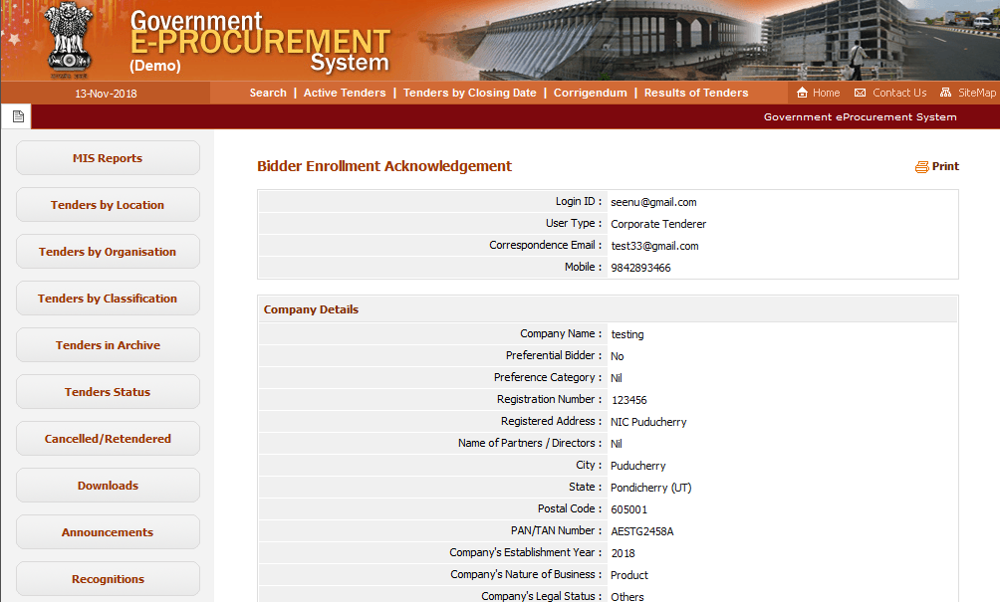 Government
E-PROCUREMENT
System
(Demo)
13-Nov-2018
Search | Active Tenders | Tenders by Closing Date | Corrigendum | Results of Tenders
Home Contact Us SiteMap
Government eProcurement System
MIS Reports
Tenders by Location
Tenders by Organisation
Tenders by Classification
Tenders in Archive
Tenders Status
Cancelled/Retendered
Downloads
Announcements
Recognitions
Bidder Enrollment Acknowledgement
Print
Login ID : seenu@gmail.com
User Type : Corporate Tenderer
Correspondence Email : test33@gmail.com
Mobile : 9842893466
Company Details
Company Name : testing
Preferential Bidder : No
Preference Category : Nil
Registration Number : 123456
Registered Address : NIC Puducherry
Name of Partners / Directors : Nil
City : Puducherry
State : Pondicherry (UT)
Postal Code : 605001
PAN/TAN Number : AESTG2458A
Company's Establishment Year : 2018
Company's Nature of Business : Product
Company's Legal Status : Others